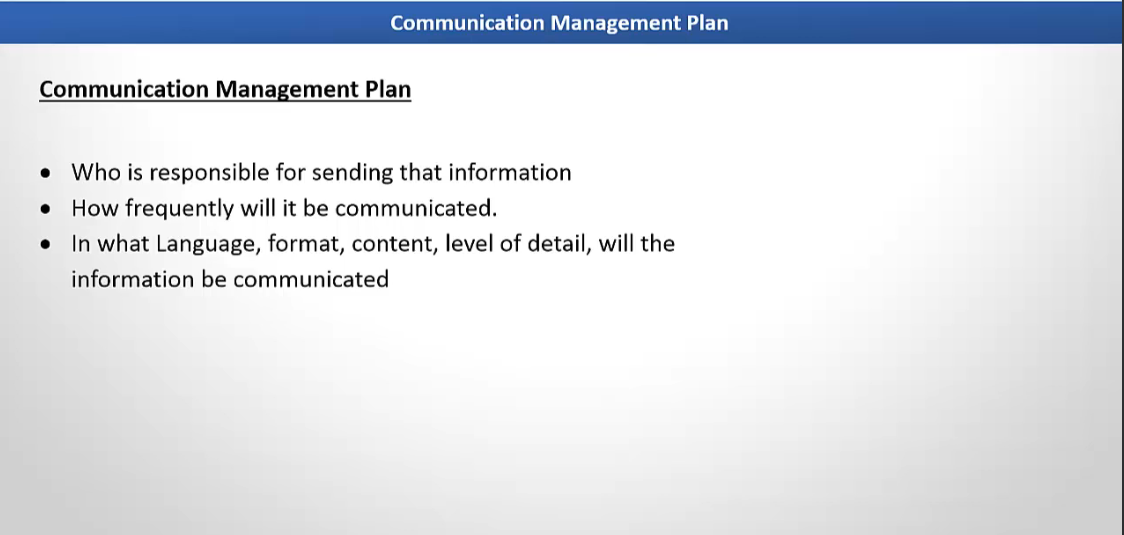 Communication Management Plan
Communication Management Plan
• Who is responsible for sending that information
• How frequently will it be communicated.
• In what Language, format, content, level of detail, will the
information be communicated